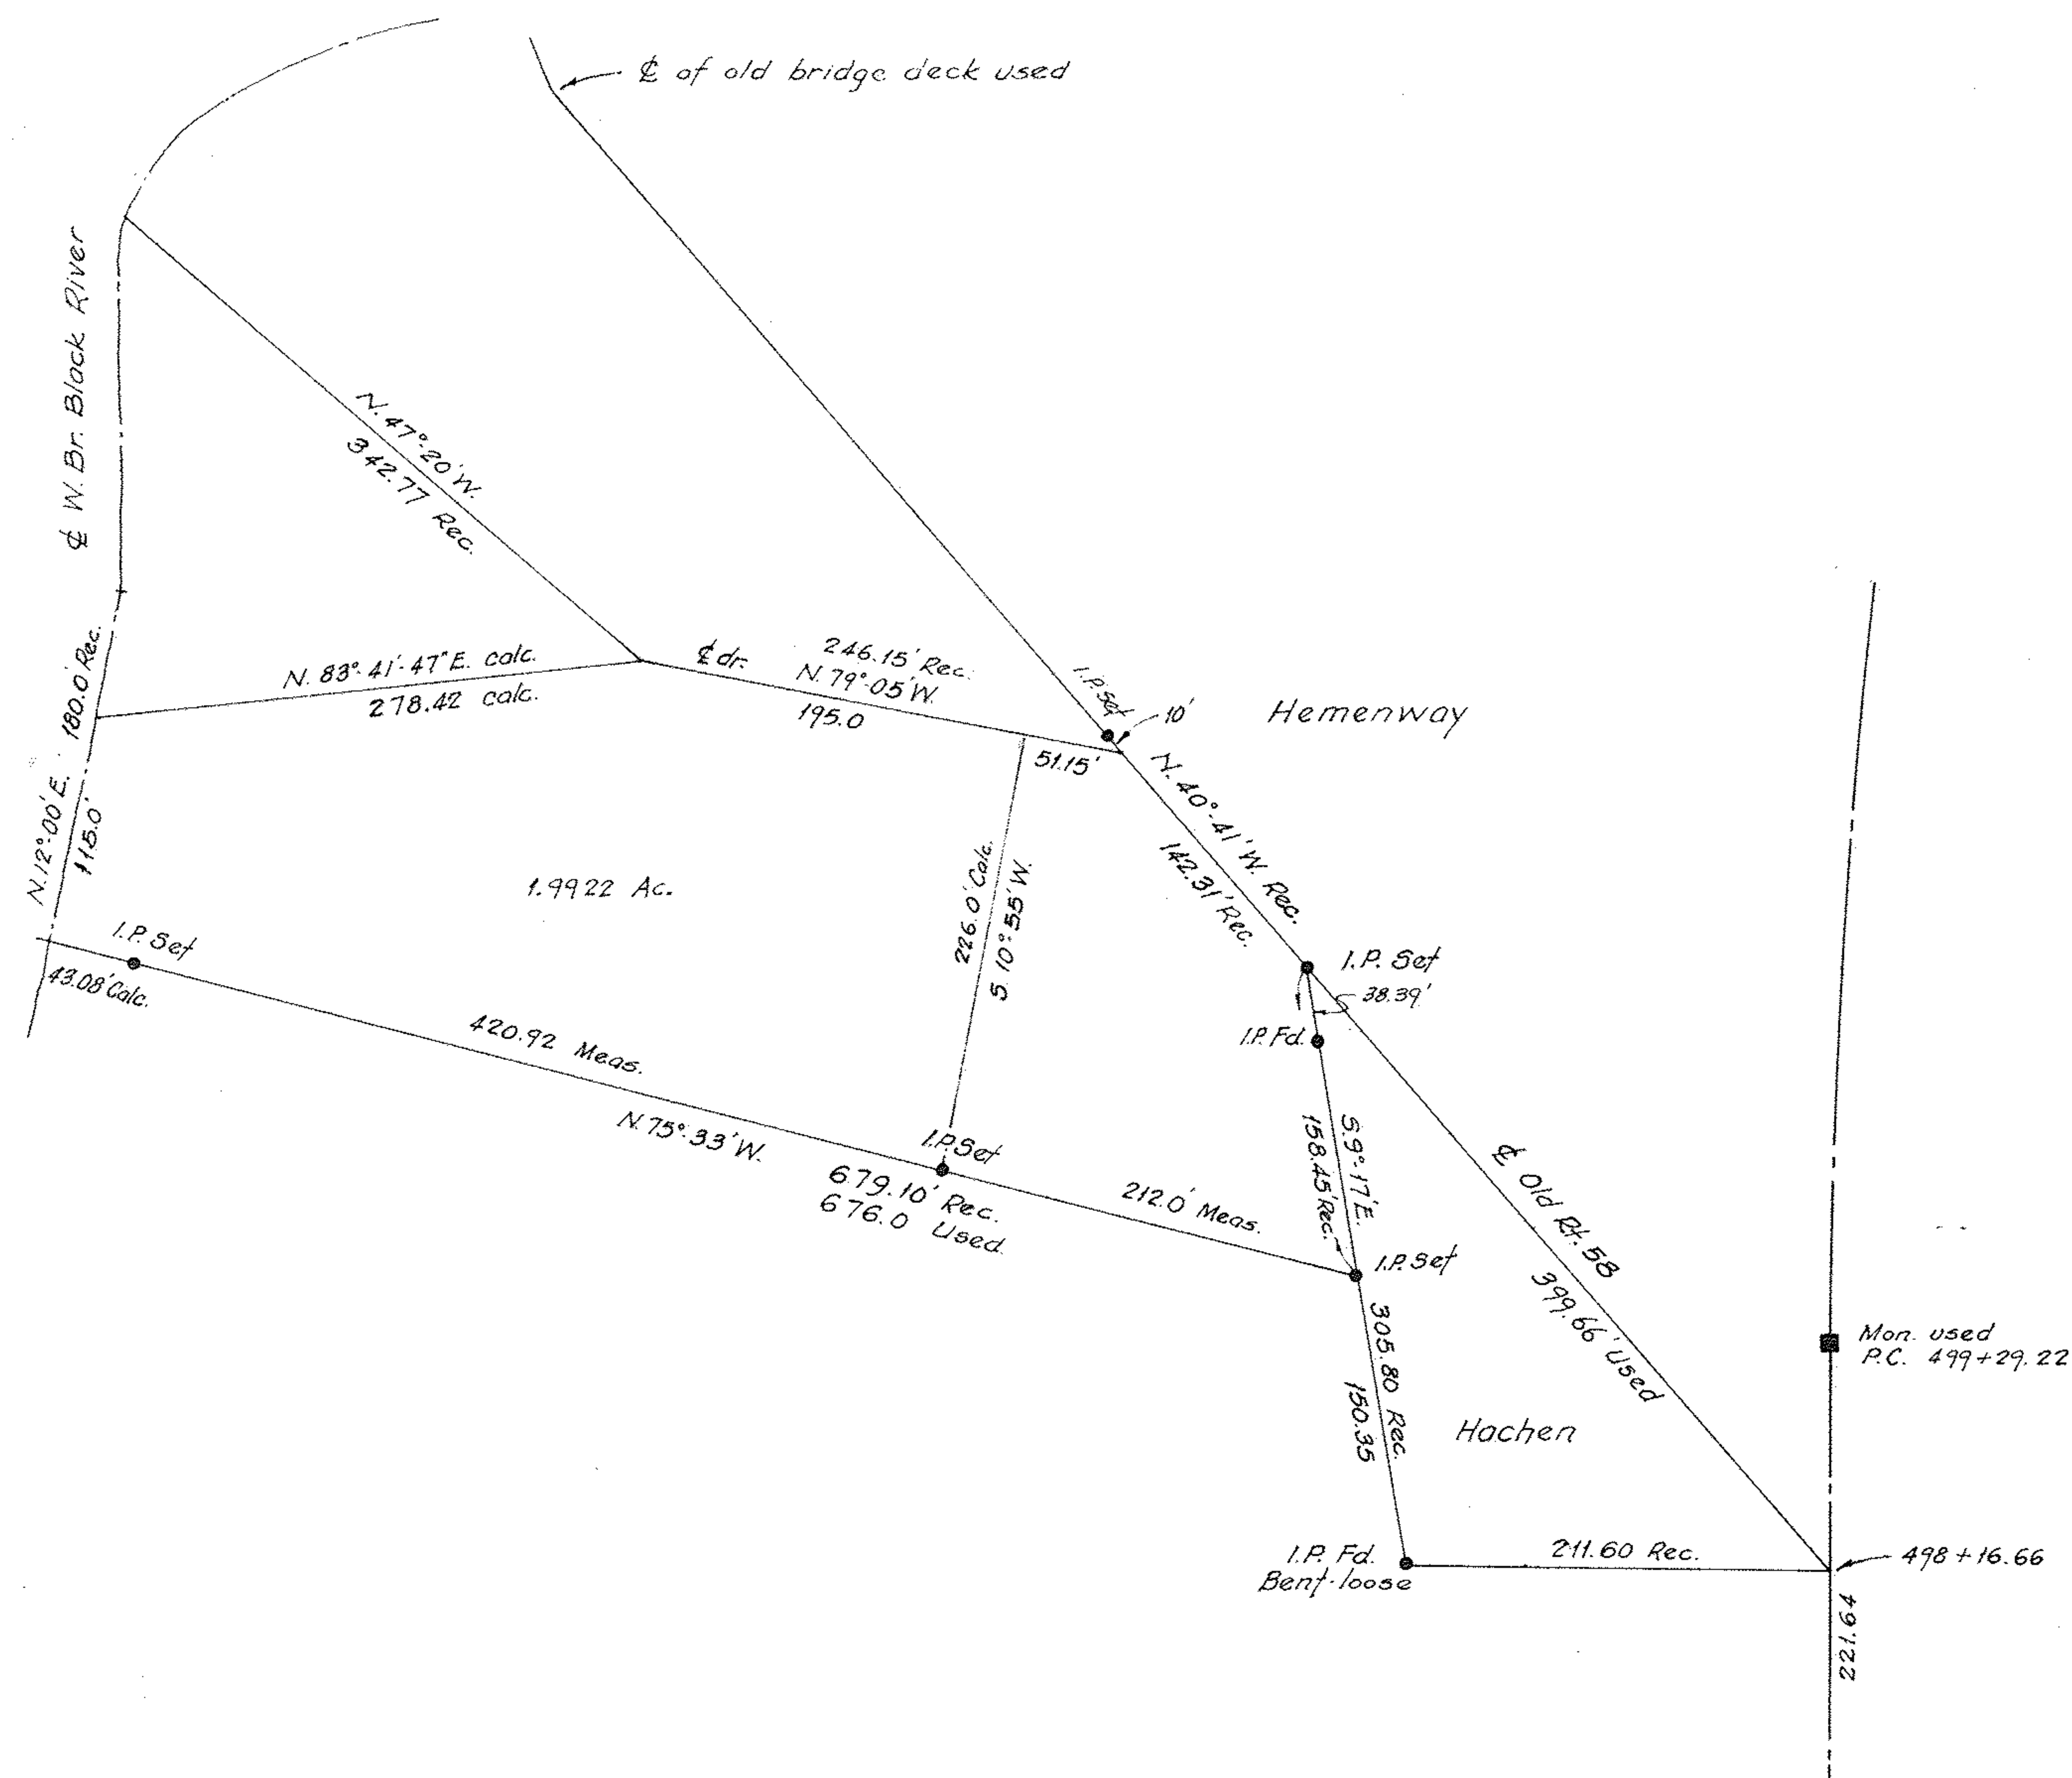 ℄ of old bridge deck used
℄ W. Br. Black River
N. 47°-20' W.
342.77 Rec.
N. 83°-41'-47" E. calc.
278.42 calc.
℄ dr.
246.15' Rec.
N. 79°-05' W.
195.0
51.15'
I.P. Set
10'
Hemenway
N. 12°-00' E. 180.0' Rec.
115.0'
1.9922 Ac.
226.0' Calc.
S. 10°-55' W.
N. 40°-41' W. Rec.
142.31' Rec.
I.P. Set
43.08' Calc.
420.92 Meas.
N. 75°-33' W.
I.P. Set
679.10' Rec.
676.0 Used
212.0' Meas.
I.P. Set
38.39'
I.P. Fd.
S. 9°-17' E.
158.45' Rec.
I.P. Set
℄ Old Rt. 58
399.66' Used
305.80 Rec.
150.35
Hachen
Mon. used
P.C. 499+29.22
I.P. Fd.
Bent-loose
211.60 Rec.
498+16.66
221.64